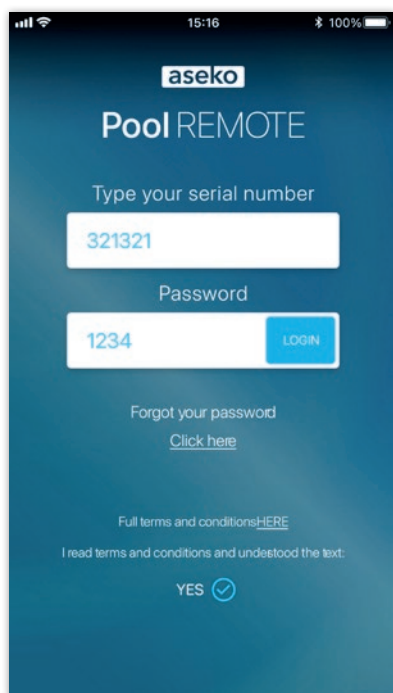 15:16 100%
aseko
Pool REMOTE
Type your serial number
321321
Password
1234 LOGIN
Forgot your password
Click here
Full terms and conditionsHERE
I read terms and conditions and understood the text:
YES